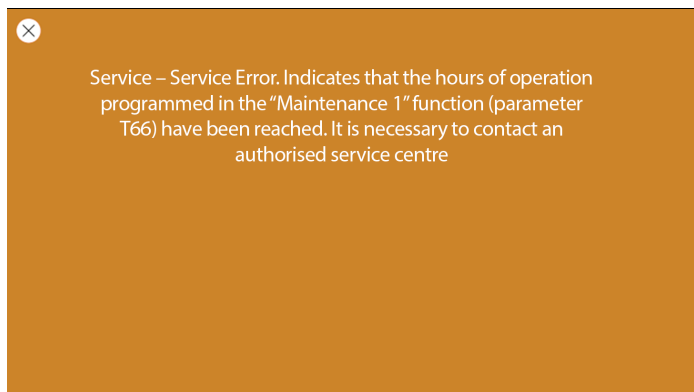 Service – Service Error. Indicates that the hours of operation
programmed in the “Maintenance 1” function (parameter
T66) have been reached. It is necessary to contact an
authorised service centre